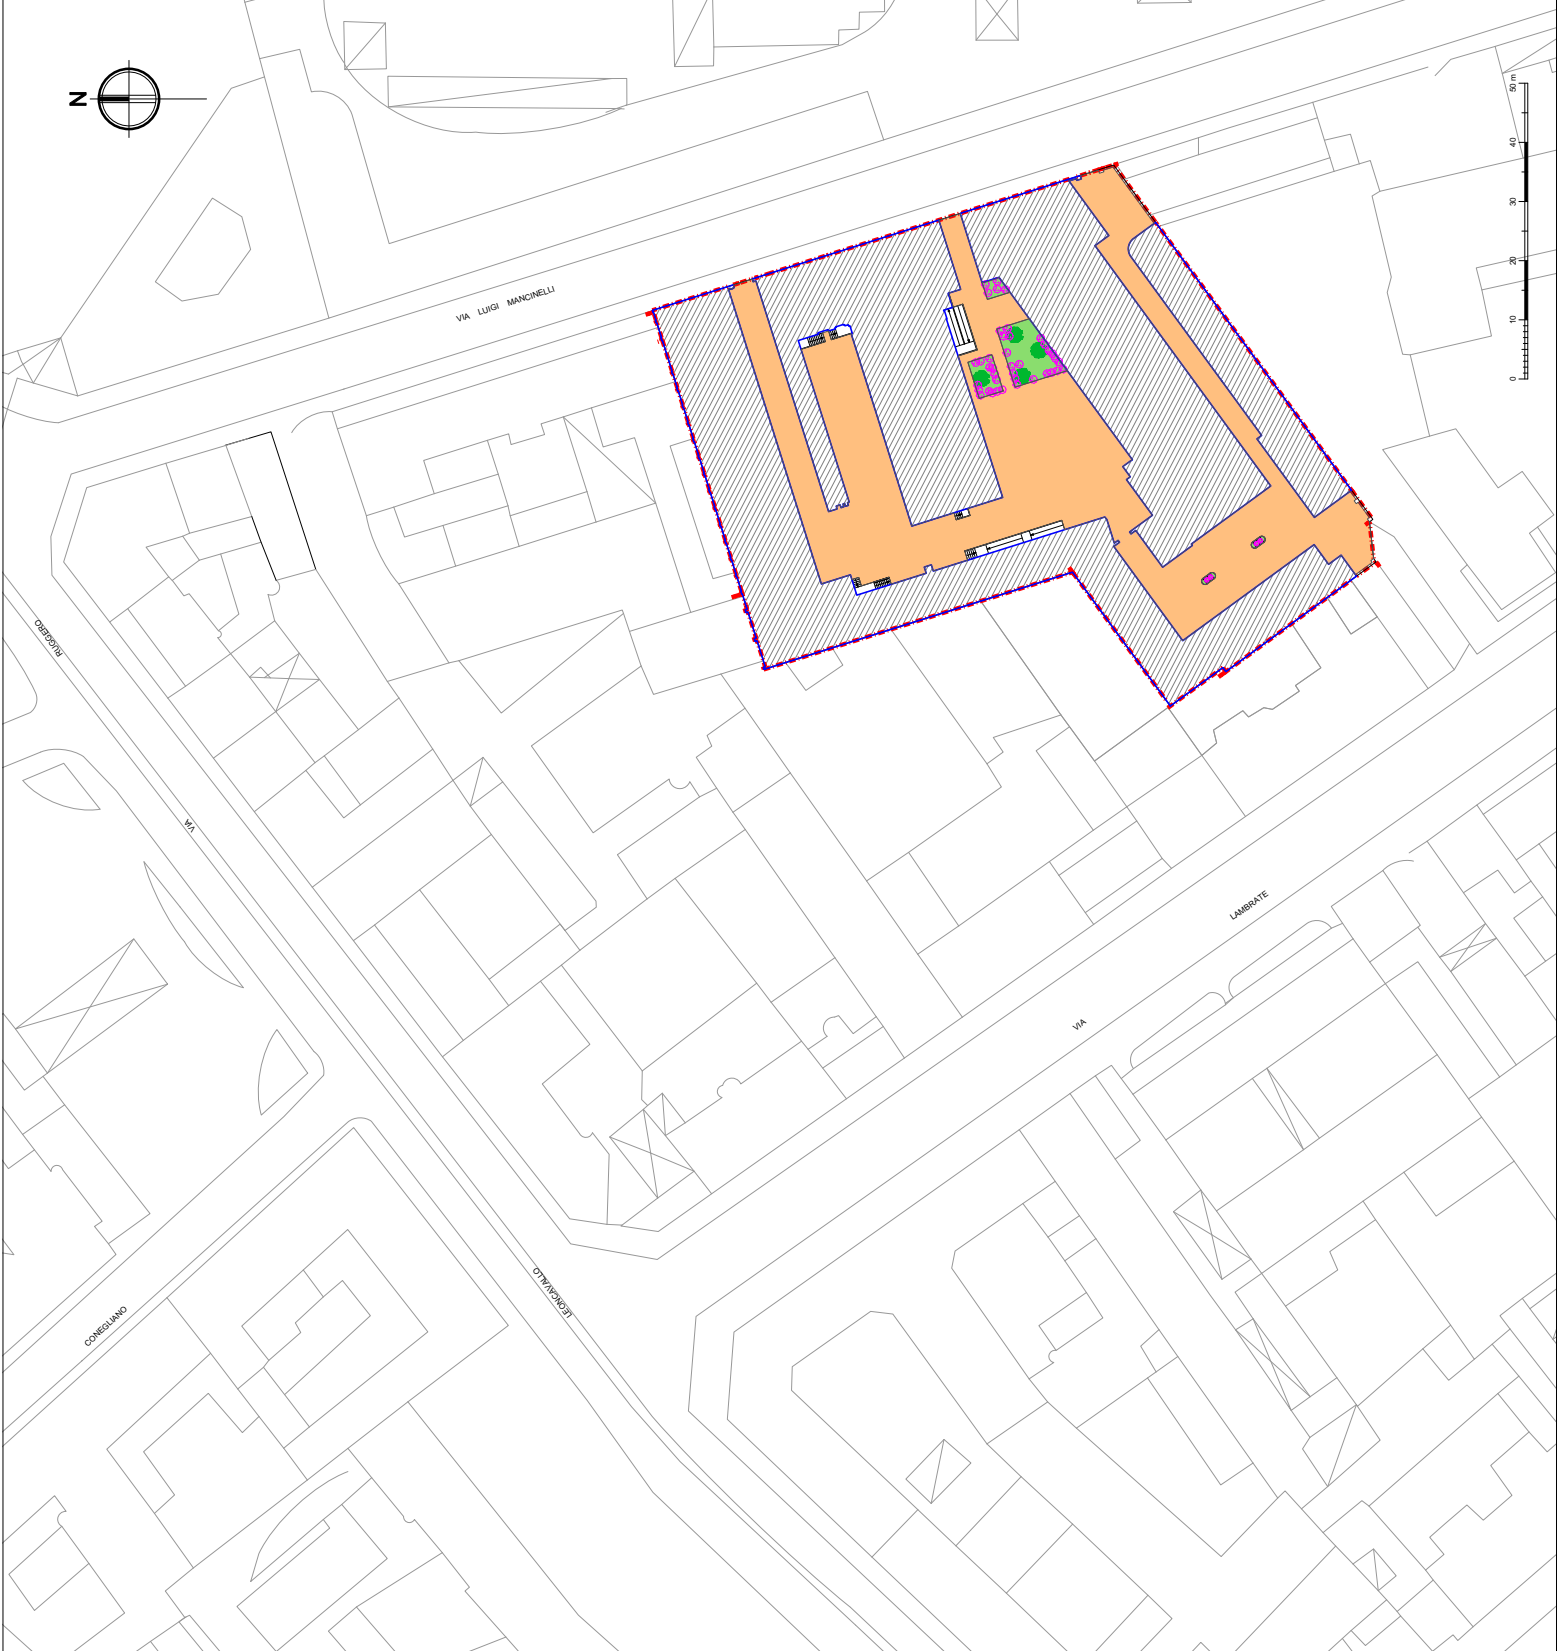 N
50 m
40
30
20
10
0
VIA LUIGI MANCINELLI
RUGGERO
VIA
LAMBRATE
VIA
LEONCAVALLO
CONEGLIANO